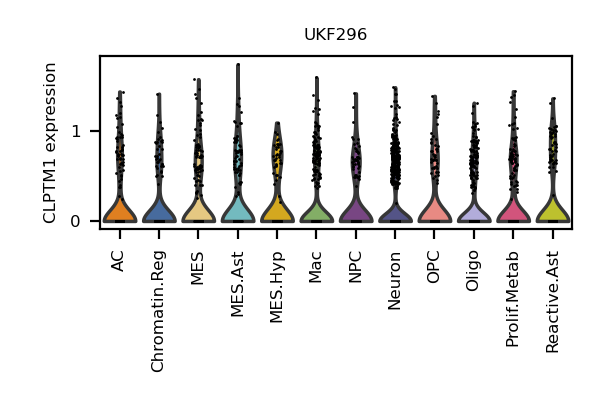 UKF296
CLPTM1 expression
1
0
AC
Chromatin.Reg
MES
MES.Ast
MES.Hyp
Mac
NPC
Neuron
OPC
Oligo
Prolif.Metab
Reactive.Ast